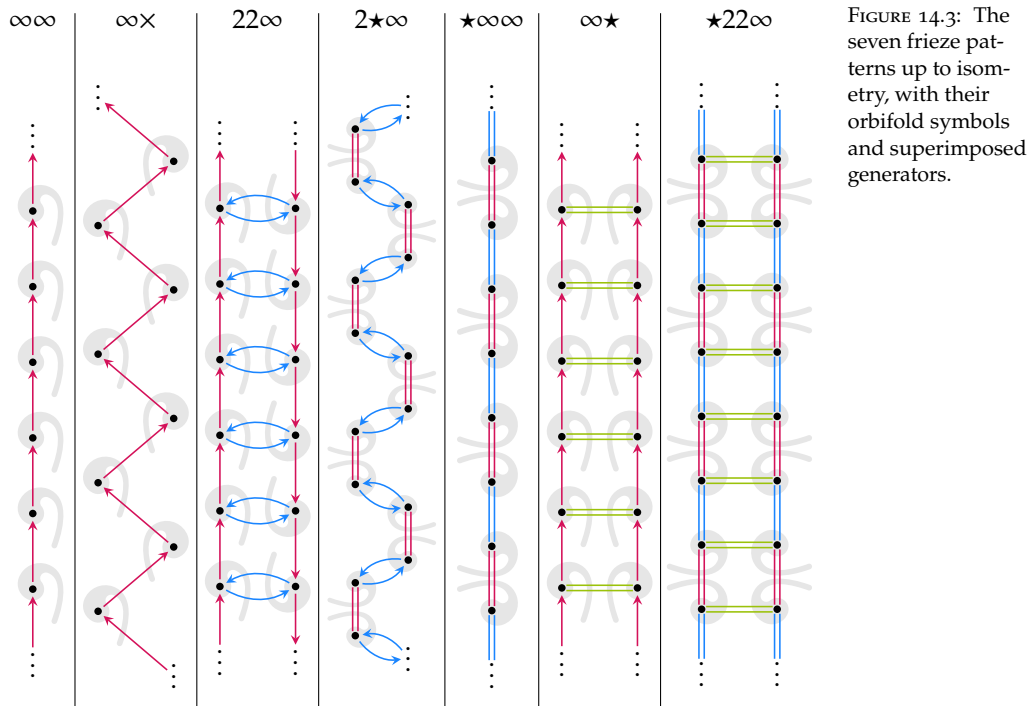 ∞∞ ∞× 22∞ 2★∞ ★∞∞ ∞★ ★22∞
FIGURE 14.3: The
seven frieze pat-
terns up to isom-
etry, with their
orbifold symbols
and superimposed
generators.